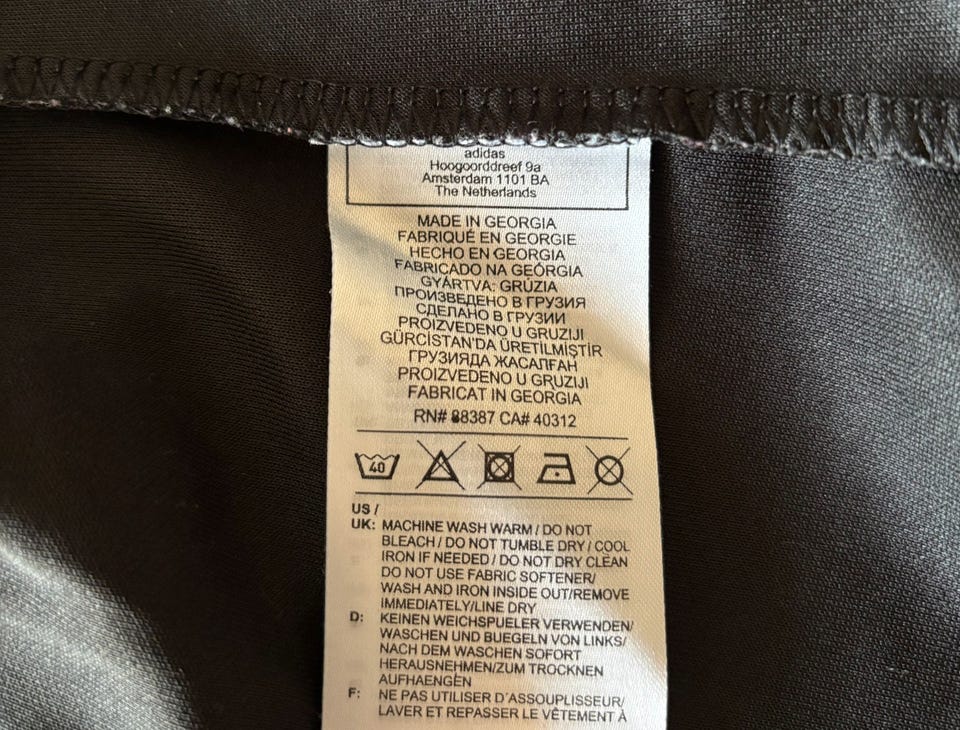 adidas
Hoogoorddreef 9a
Amsterdam 1101 BA
The Netherlands
MADE IN GEORGIA
FABRIQUÉ EN GEORGIE
HECHO EN GEORGIA
FABRICADO NA GEÓRGIA
GYÁRTVA: GRÚZIA
ПРОИЗВЕДЕНО В ГРУЗИЯ
СДЕЛАНО В ГРУЗИИ
PROIZVEDENO U GRUZIJI
GÜRCİSTAN'DA ÜRETİLMİŞTİR
ГРУЗИЯДА ЖАСАЛҒАН
PROIZVEDENO U GRUZIJI
FABRICAT IN GEORGIA
RN# 88387 CA# 40312
40
US /
UK: MACHINE WASH WARM / DO NOT
BLEACH / DO NOT TUMBLE DRY / COOL
IRON IF NEEDED / DO NOT DRY CLEAN
DO NOT USE FABRIC SOFTENER/
WASH AND IRON INSIDE OUT/REMOVE
IMMEDIATELY/LINE DRY
D: KEINEN WEICHSPUELER VERWENDEN/
WASCHEN UND BUEGELN VON LINKS/
NACH DEM WASCHEN SOFORT
HERAUSNEHMEN/ZUM TROCKNEN
AUFHAENGEN
F: NE PAS UTILISER D'ASSOUPLISSEUR/
LAVER ET REPASSER LE VÊTEMENT À